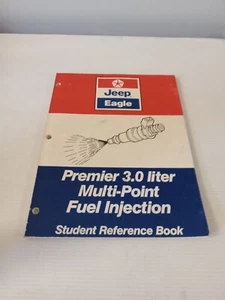 Jeep
Eagle
Premier 3.0 liter
Multi-Point
Fuel Injection
Student Reference Book